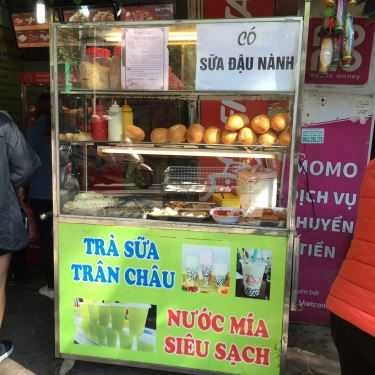 CÓ
SỮA ĐẬU NÀNH
TRÀ SỮA
TRÂN CHÂU
NƯỚC MÍA
SIÊU SẠCH
MOMO
DỊCH VỤ
CHUYỂN
TIỀN